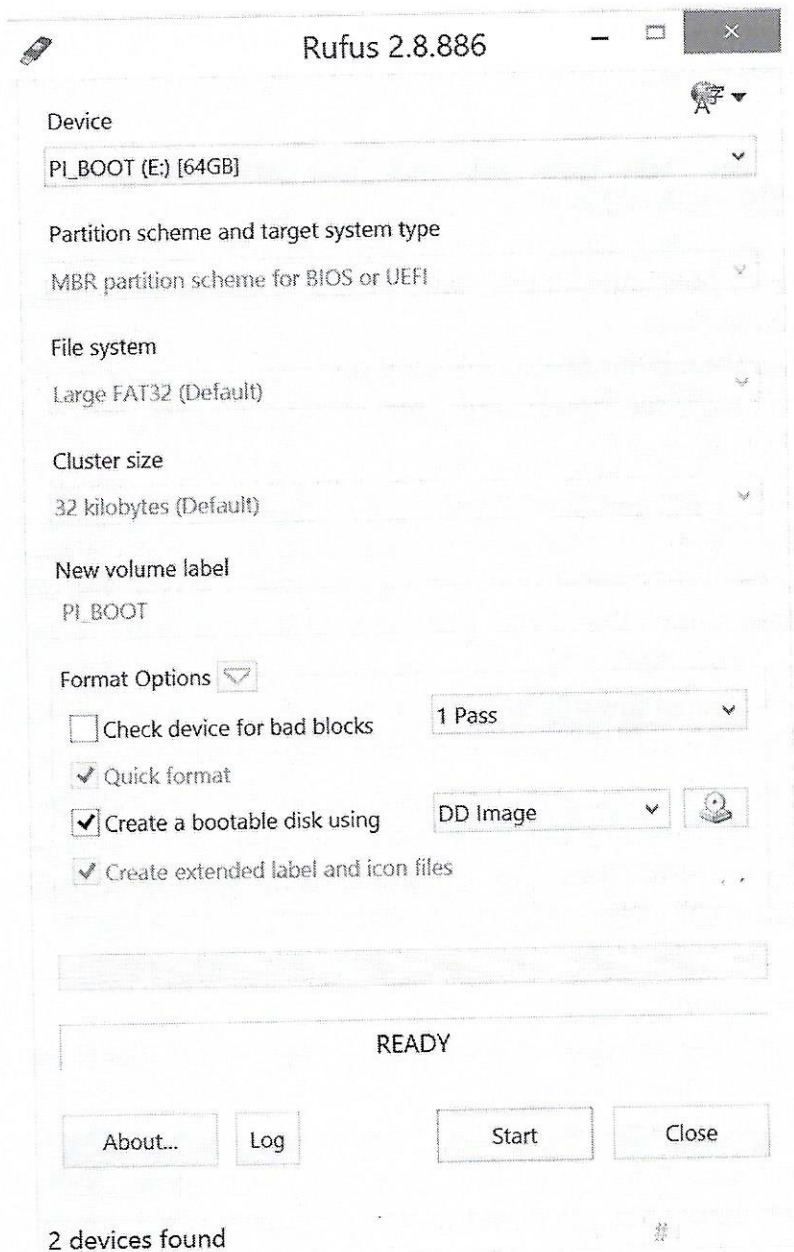 Rufus 2.8.886
字
A
Device
PI_BOOT (E:) [64GB]
Partition scheme and target system type
MBR partition scheme for BIOS or UEFI
File system
Large FAT32 (Default)
Cluster size
32 kilobytes (Default)
New volume label
PI_BOOT
Format Options
Check device for bad blocks 1 Pass
Quick format
Create a bootable disk using DD Image
Create extended label and icon files
READY
About... Log Start Close
2 devices found #